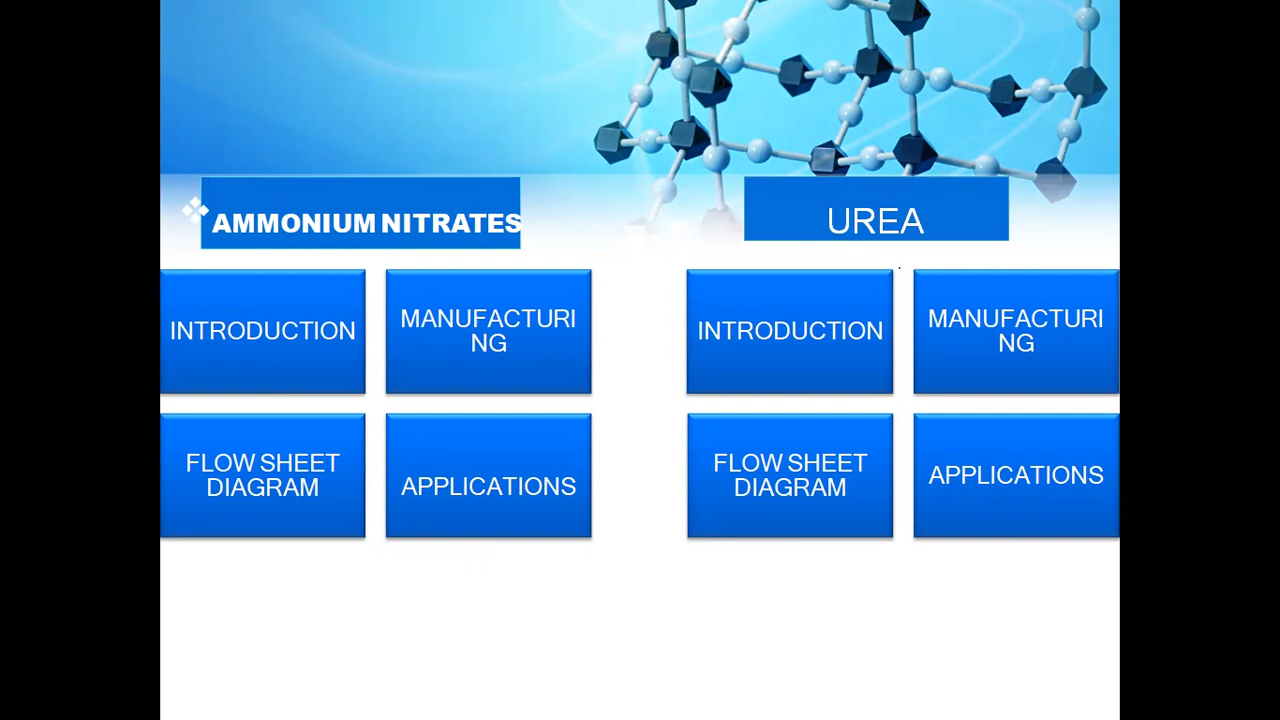 AMMONIUM NITRATES
UREA
INTRODUCTION
MANUFACTURI
NG
INTRODUCTION
MANUFACTURI
NG
FLOW SHEET
DIAGRAM
APPLICATIONS
FLOW SHEET
DIAGRAM
APPLICATIONS